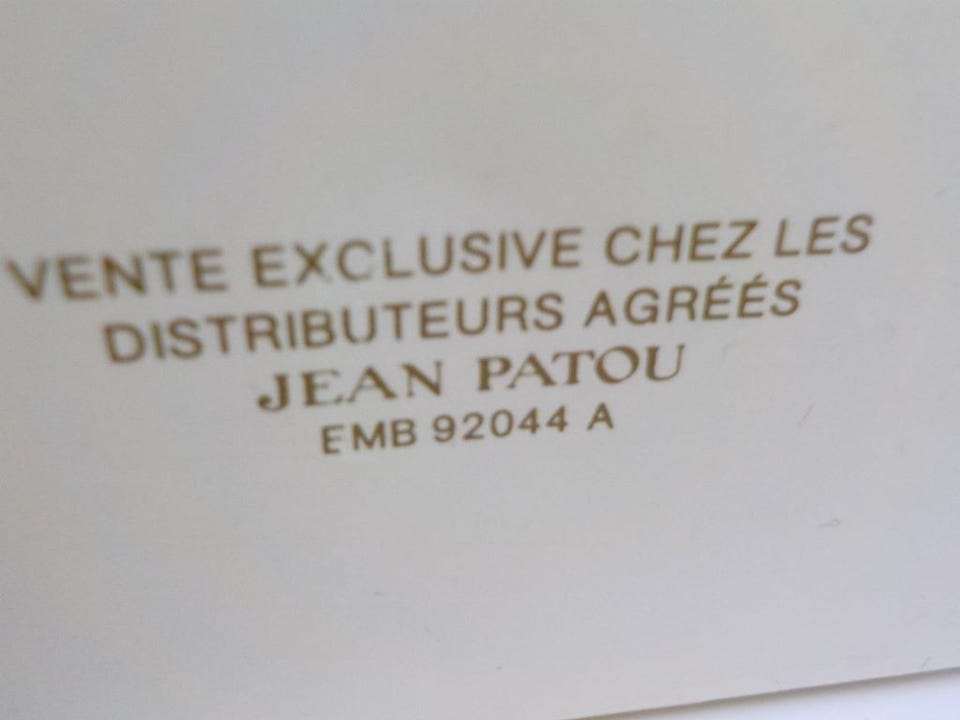 VENTE EXCLUSIVE CHEZ LES
DISTRIBUTEURS AGRÉÉS
JEAN PATOU
EMB 92044 A